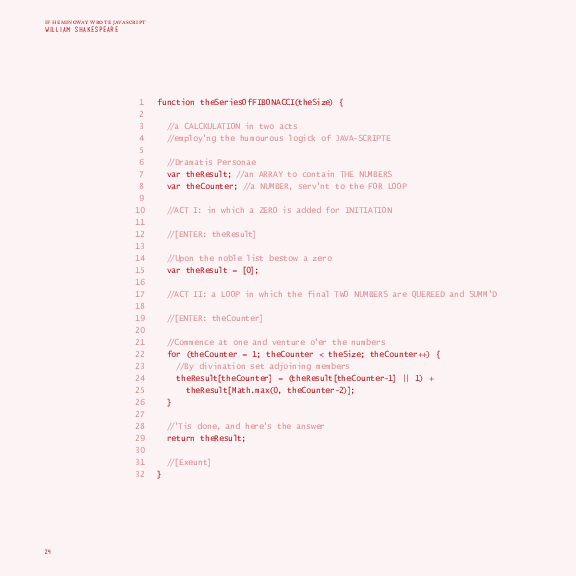 IF HEMINGWAY WROTE JAVASCRIPT
WILLIAM SHAKESPEARE
1 function theSeriesOfFIBONACCI(theSize) {
2
3 //a CALCKULATION in two acts
4 //employ'ng the humourous logick of JAVA-SCRIPTE
5
6 //Dramatis Personae
7 var theResult; //an ARRAY to contain THE NUMBERS
8 var theCounter; //a NUMBER, serv'nt to the FOR LOOP
9
10 //ACT I: in which a ZERO is added for INITIATION
11
12 //[ENTER: theResult]
13
14 //Upon the noble list bestow a zero
15 var theResult = [0];
16
17 //ACT II: a LOOP in which the final TWO NUMBERS are QUEREED and SUMM'D
18
19 //[ENTER: theCounter]
20
21 //Commence at one and venture o'er the numbers
22 for (theCounter = 1; theCounter < theSize; theCounter++) {
23 //By divination set adjoining members
24 theResult[theCounter] = (theResult[theCounter-1] || 1) +
25 theResult[Math.max(0, theCounter-2)];
26 }
27
28 //'Tis done, and here's the answer
29 return theResult;
30
31 //[Exeunt]
32 }
24